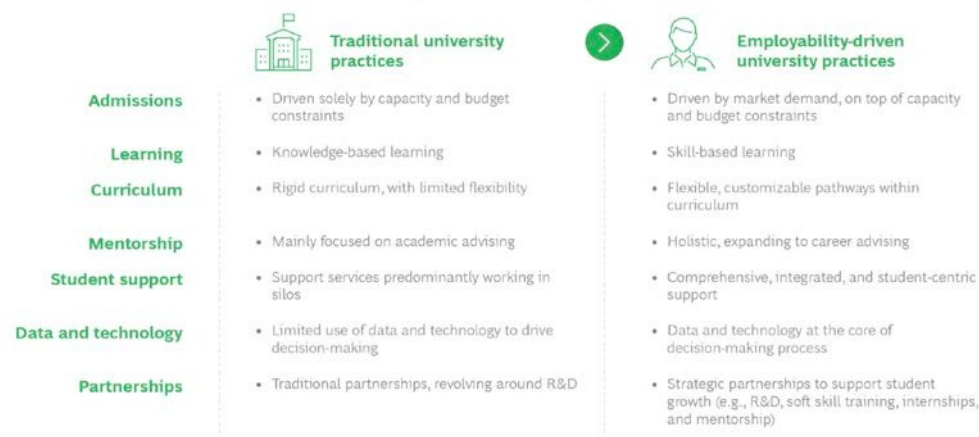 Traditional university
practices
Employability-driven
university practices
Admissions
• Driven solely by capacity and budget
constraints
• Driven by market demand, on top of capacity
and budget constraints
Learning
• Knowledge-based learning
• Skill-based learning
Curriculum
• Rigid curriculum, with limited flexibility
• Flexible, customizable pathways within
curriculum
Mentorship
• Mainly focused on academic advising
• Holistic, expanding to career advising
Student support
• Support services predominantly working in
silos
• Comprehensive, integrated, and student-centric
support
Data and technology
• Limited use of data and technology to drive
decision-making
• Data and technology at the core of
decision-making process
Partnerships
• Traditional partnerships, revolving around R&D
• Strategic partnerships to support student
growth (e.g., R&D, soft skill training, internships,
and mentorship)